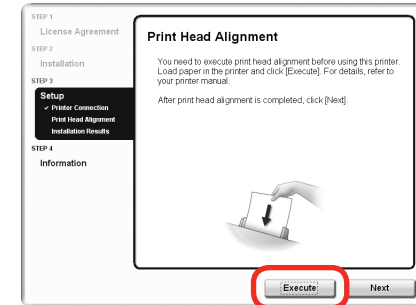 STEP 1
License Agreement
STEP 2
Installation
STEP 3
Setup
✓ Printer Connection
Print Head Alignment
Installation Results
STEP 4
Information
Print Head Alignment
You need to execute print head alignment before using this printer.
Load paper in the printer and click [Execute]. For details, refer to
your printer manual.
After print head alignment is completed, click [Next].
Execute
Next